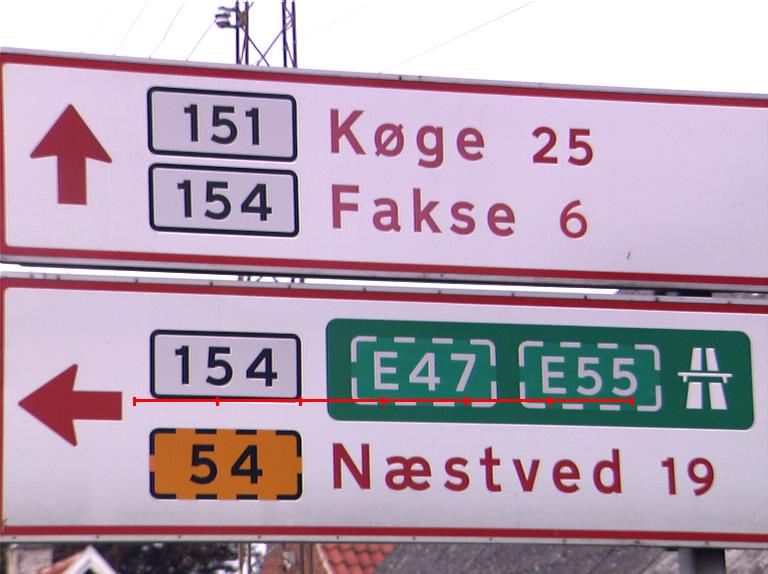 151 Køge 25
154 Fakse 6
154 E47 E55
54 Næstved 19